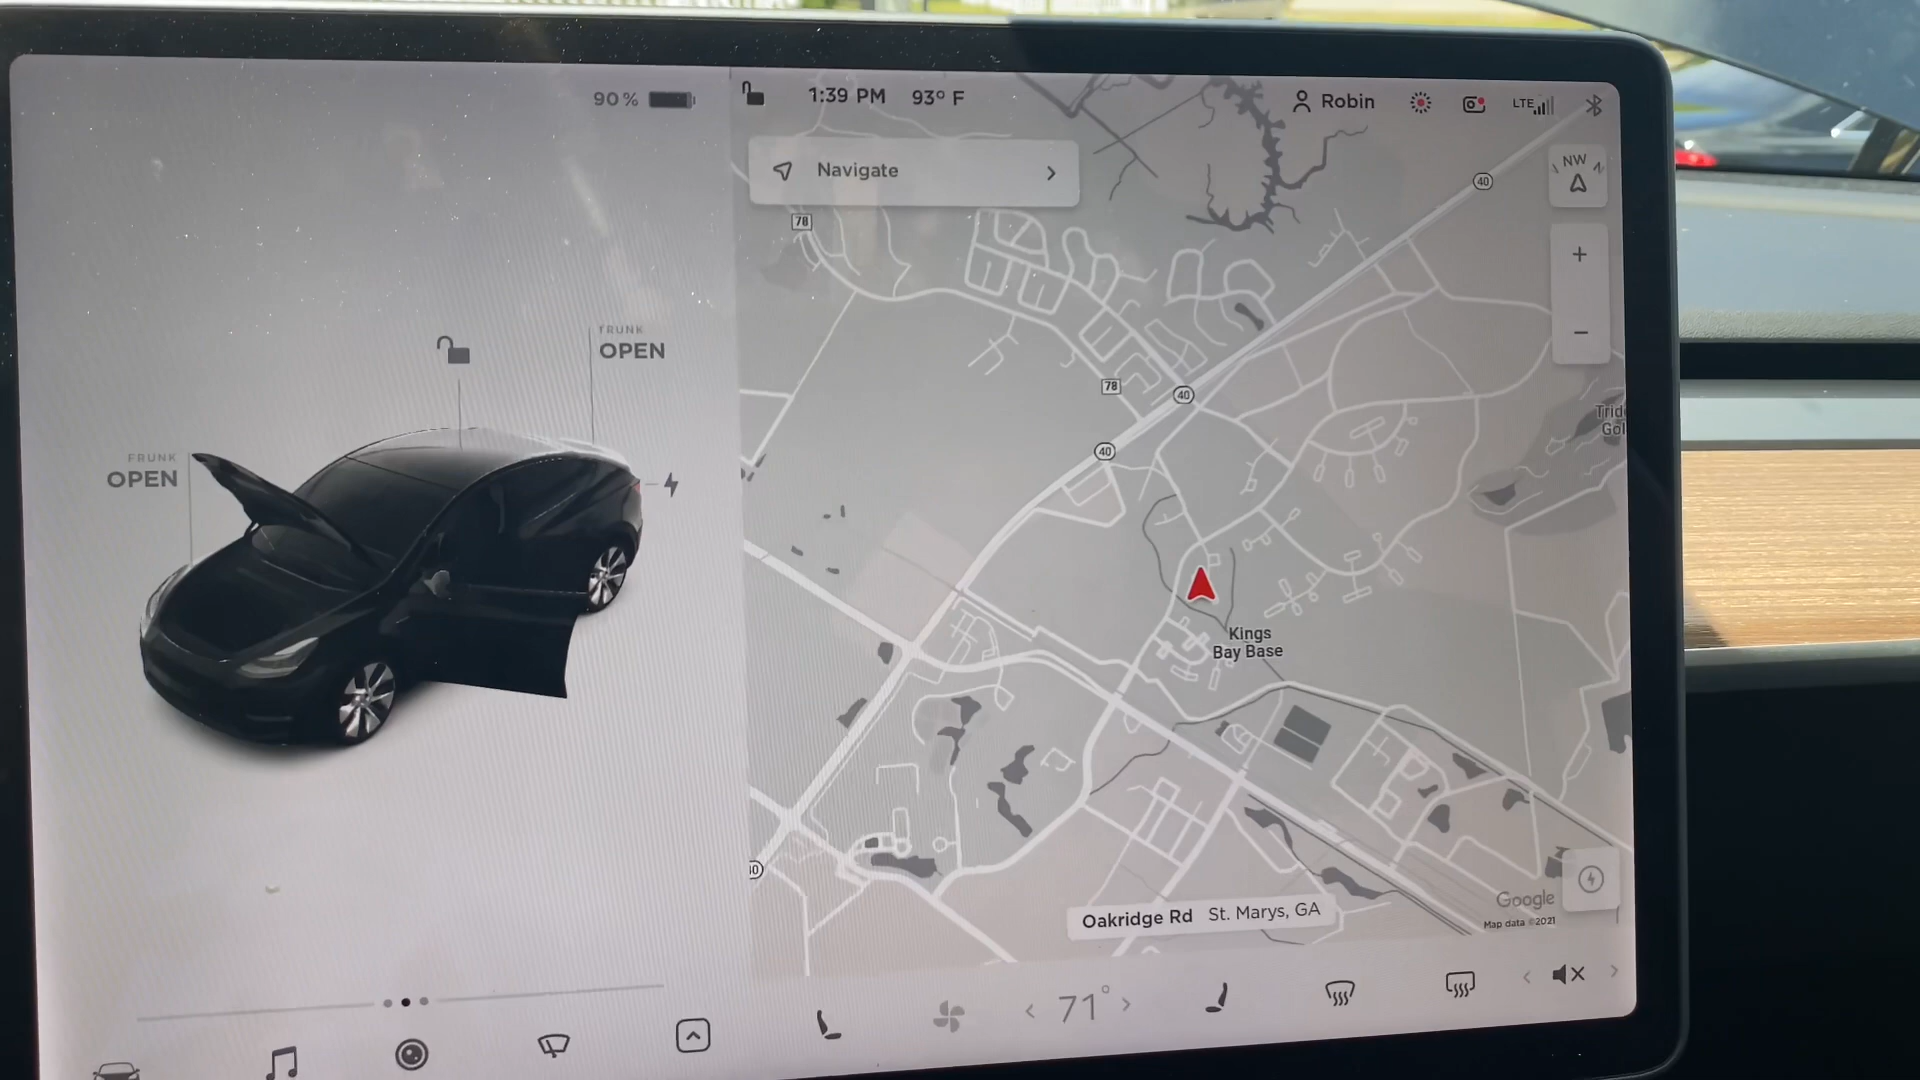 90%
1:39 PM 93° F
Robin
LTE
Navigate
NW
40
78
TRUNK
OPEN
78
40
40
FRUNK
OPEN
Kings
Bay Base
Google
Map data ©2021
Oakridge Rd St. Marys, GA
71°